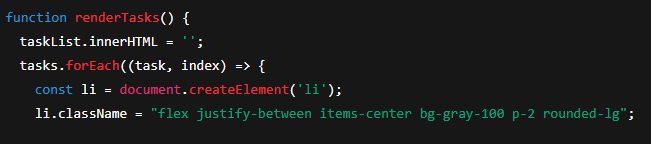 function renderTasks() {
  taskList.innerHTML = '';
  tasks.forEach((task, index) => {
    const li = document.createElement('li');
    li.className = "flex justify-between items-center bg-gray-100 p-2 rounded-lg";